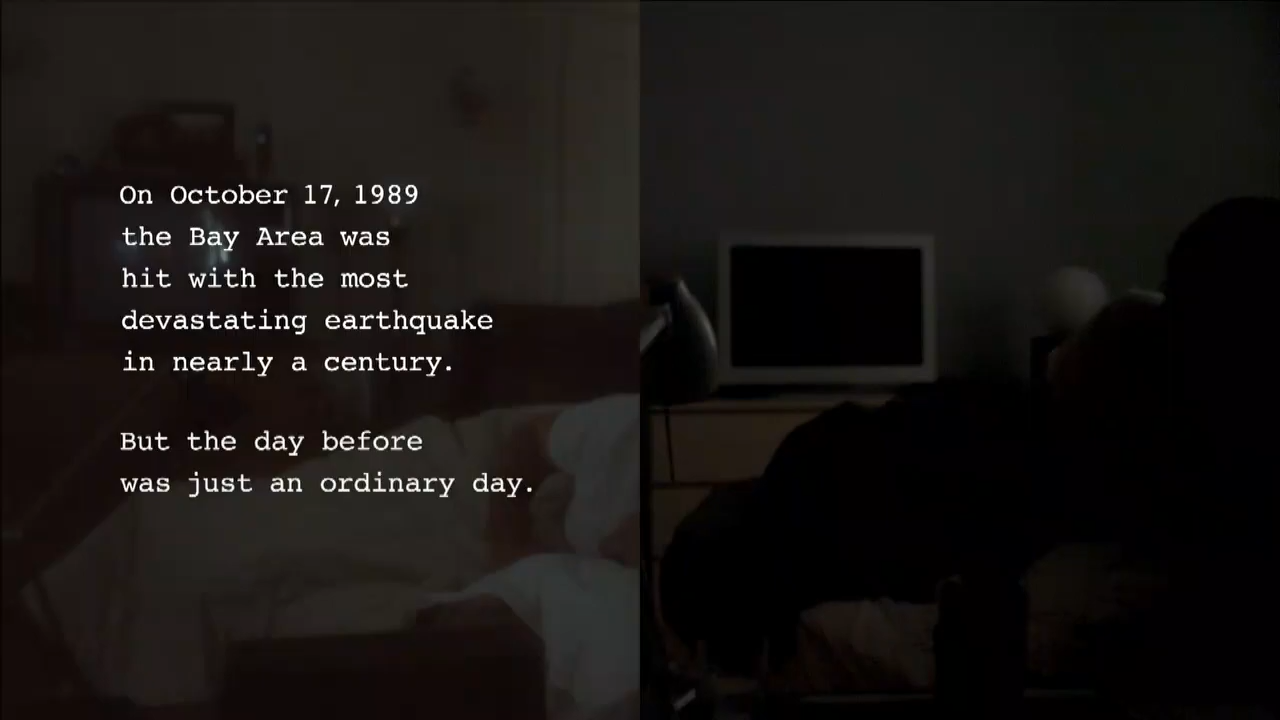 On October 17, 1989
the Bay Area was
hit with the most
devastating earthquake
in nearly a century.
But the day before
was just an ordinary day.